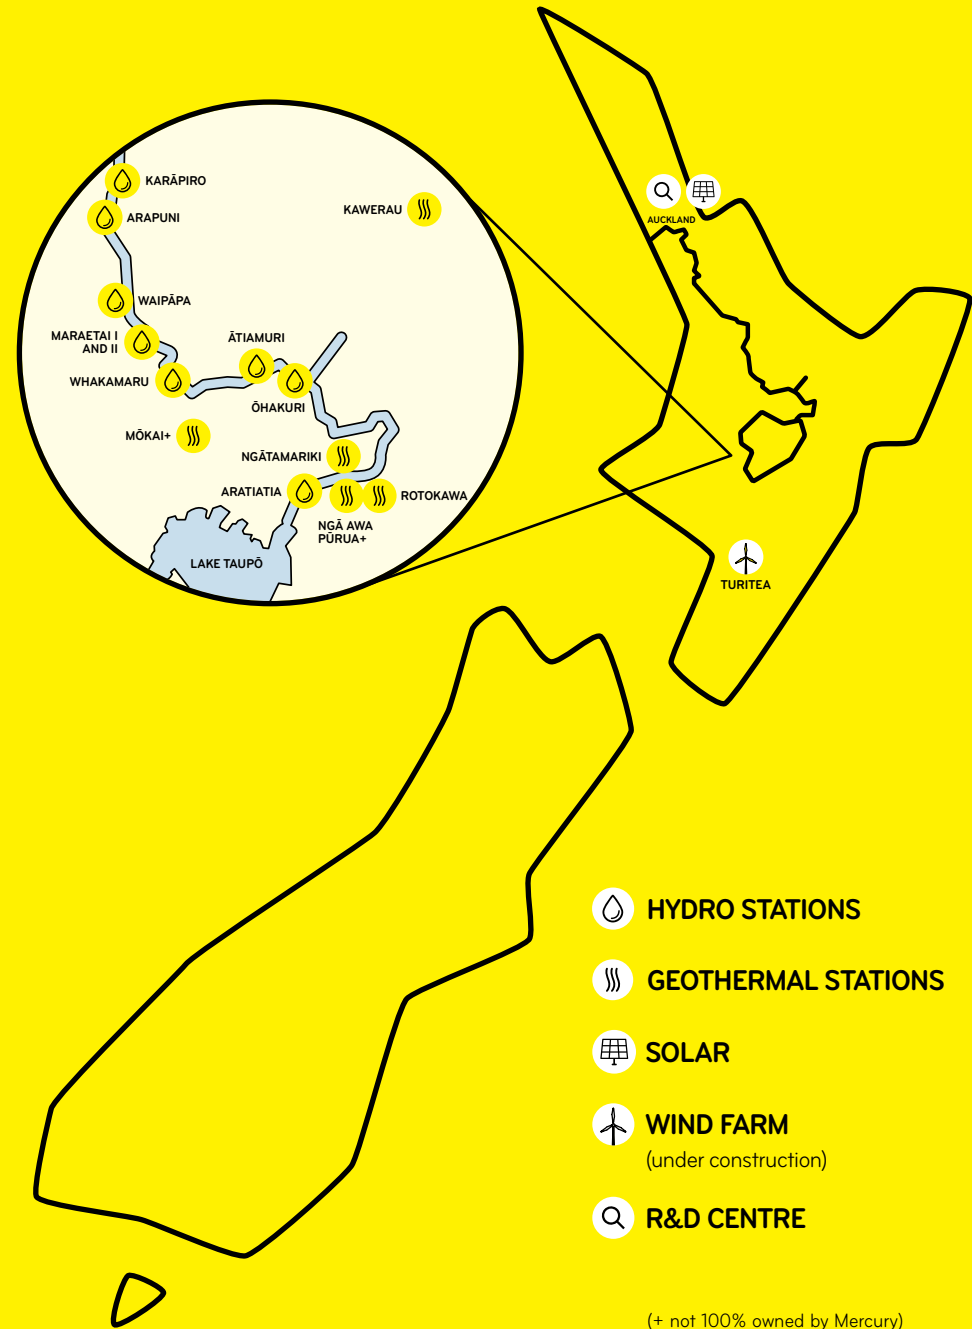 KARĀPIRO
ARAPUNI
KAWERAU
AUCKLAND
WAIPĀPA
MARAETAI I
AND II
ĀTIAMURI
WHAKAMARU
ŌHAKURI
MŌKAI+
NGĀTAMARIKI
ARATIATIA
ROTOKAWA
NGĀ AWA
PŪRUA+
LAKE TAUPŌ
TURITEA
HYDRO STATIONS
GEOTHERMAL STATIONS
SOLAR
WIND FARM
(under construction)
R&D CENTRE
(+ not 100% owned by Mercury)